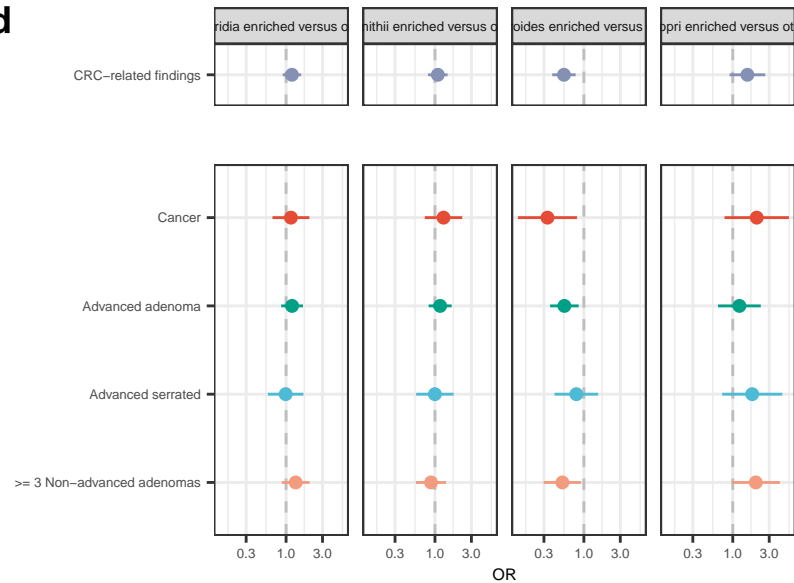 d
ridia enriched versus o
nithii enriched versus o
oides enriched versus
opri enriched versus ot
CRC−related findings
Cancer
Advanced adenoma
Advanced serrated
>= 3 Non−advanced adenomas
0.3 1.0 3.0 0.3 1.0 3.0 0.3 1.0 3.0 0.3 1.0 3.0
OR